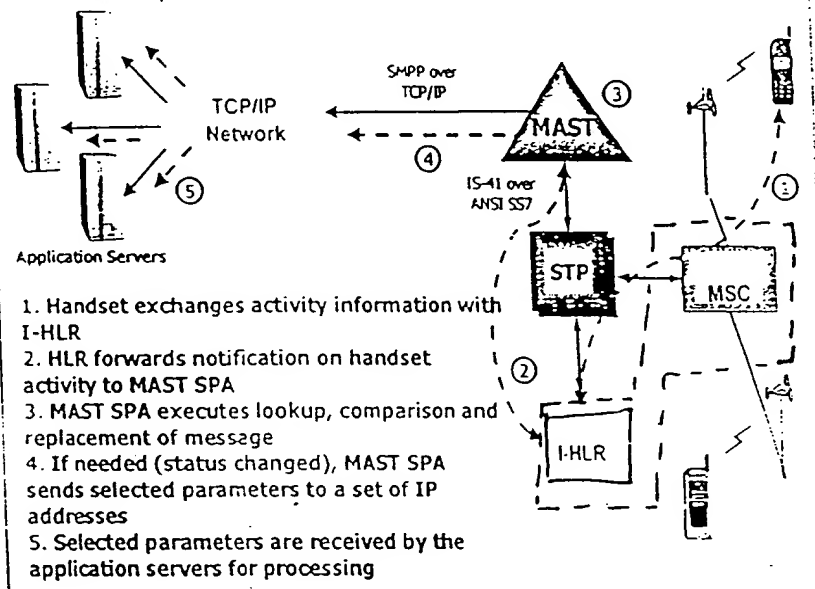 SMPP over
TCP/IP
3
1
TCP/IP
Network
MAST
4
5
IS-41 over
ANSI SS7
Application Servers
STP
MSC
1. Handset exchanges activity information with
I-HLR
2. HLR forwards notification on handset
activity to MAST SPA
2
3. MAST SPA executes lookup, comparison and
replacement of message
I-HLR
4. If needed (status changed), MAST SPA
sends selected parameters to a set of IP
addresses
5. Selected parameters are received by the
application servers for processing